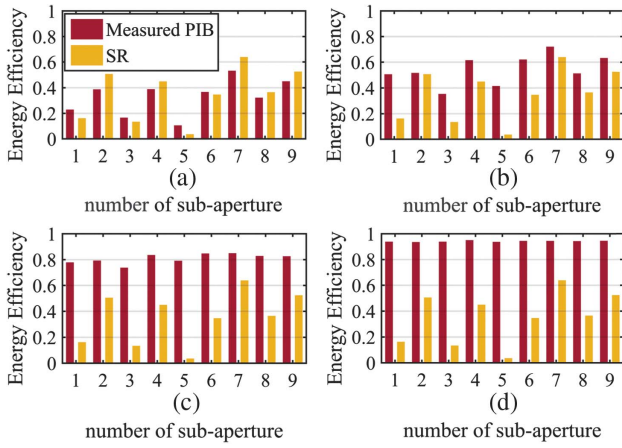 Measured PIB
SR
Energy Efficiency
1
0.8
0.6
0.4
0.2
0
1 2 3 4 5 6 7 8 9
(a)
number of sub-aperture
Energy Efficiency
1
0.8
0.6
0.4
0.2
0
1 2 3 4 5 6 7 8 9
(b)
number of sub-aperture
Energy Efficiency
1
0.8
0.6
0.4
0.2
0
1 2 3 4 5 6 7 8 9
(c)
number of sub-aperture
Energy Efficiency
1
0.8
0.6
0.4
0.2
0
1 2 3 4 5 6 7 8 9
(d)
number of sub-aperture